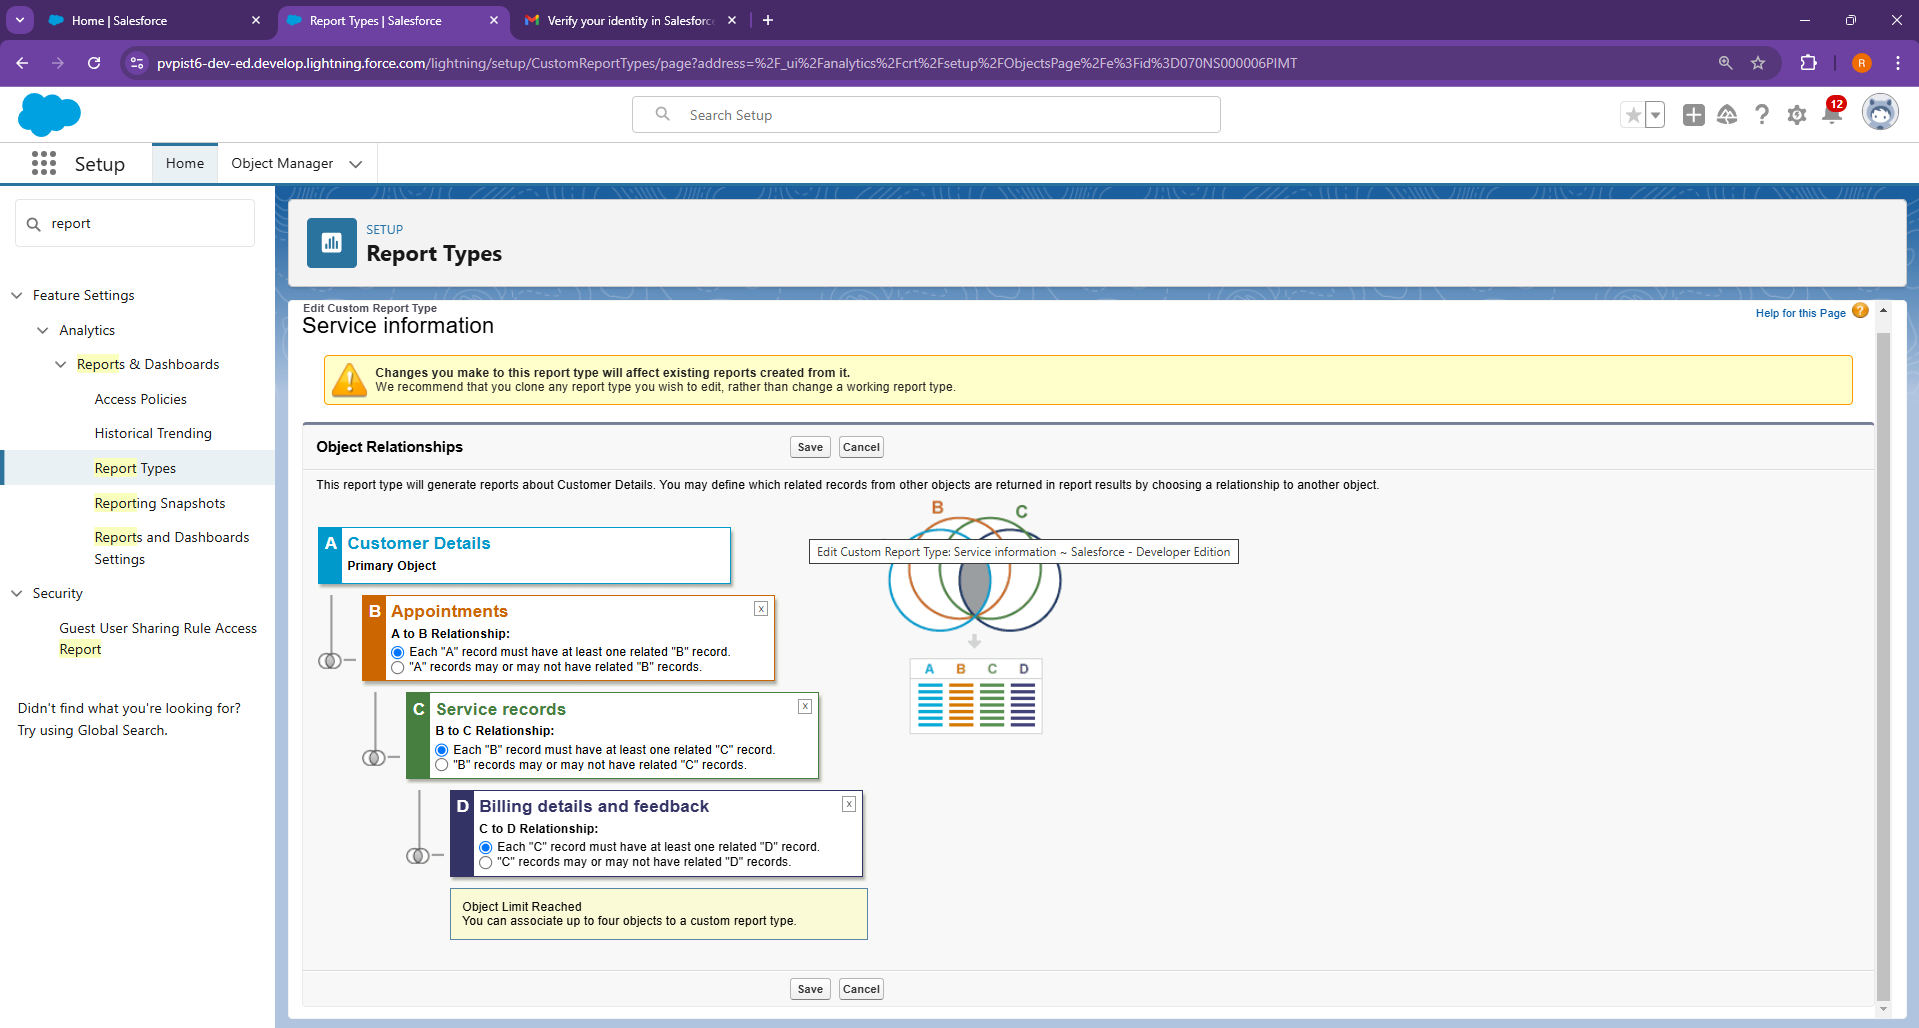 Home | Salesforce
Report Types | Salesforce
Verify your identity in Salesforc
pvpist6-dev-ed.develop.lightning.force.com/lightning/setup/CustomReportTypes/page?address=%2F_ui%2Fanalytics%2Fcrt%2Fsetup%2FObjectsPage%2Fe%3Fid%3D070NS000006PIMT
R
Search Setup
12
Setup
Home
Object Manager
report
Feature Settings
Analytics
Reports & Dashboards
Access Policies
Historical Trending
Report Types
Reporting Snapshots
Reports and Dashboards
Settings
Security
Guest User Sharing Rule Access
Report
Didn't find what you're looking for?
Try using Global Search.
SETUP
Report Types
Edit Custom Report Type
Service information
Help for this Page ?
Changes you make to this report type will affect existing reports created from it.
We recommend that you clone any report type you wish to edit, rather than change a working report type.
Object Relationships
Save
Cancel
This report type will generate reports about Customer Details. You may define which related records from other objects are returned in report results by choosing a relationship to another object.
A Customer Details
Primary Object
B Appointments
x
A to B Relationship:
Each "A" record must have at least one related "B" record.
"A" records may or may not have related "B" records.
C Service records
x
B to C Relationship:
Each "B" record must have at least one related "C" record.
"B" records may or may not have related "C" records.
D Billing details and feedback
x
C to D Relationship:
Each "C" record must have at least one related "D" record.
"C" records may or may not have related "D" records.
Object Limit Reached
You can associate up to four objects to a custom report type.
B C
Edit Custom Report Type: Service information ~ Salesforce - Developer Edition
A B C D
Save
Cancel